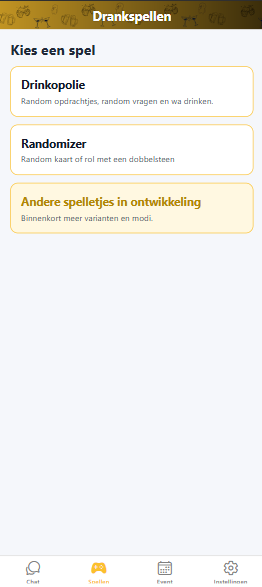 Drankspellen
Kies een spel
Drinkopolie
Random opdrachtjes, random vragen en wa drinken.
Randomizer
Random kaart of rol met een dobbelsteen
Andere spelletjes in ontwikkeling
Binnenkort meer varianten en modi.
Chat
Spellen
Event
Instellingen